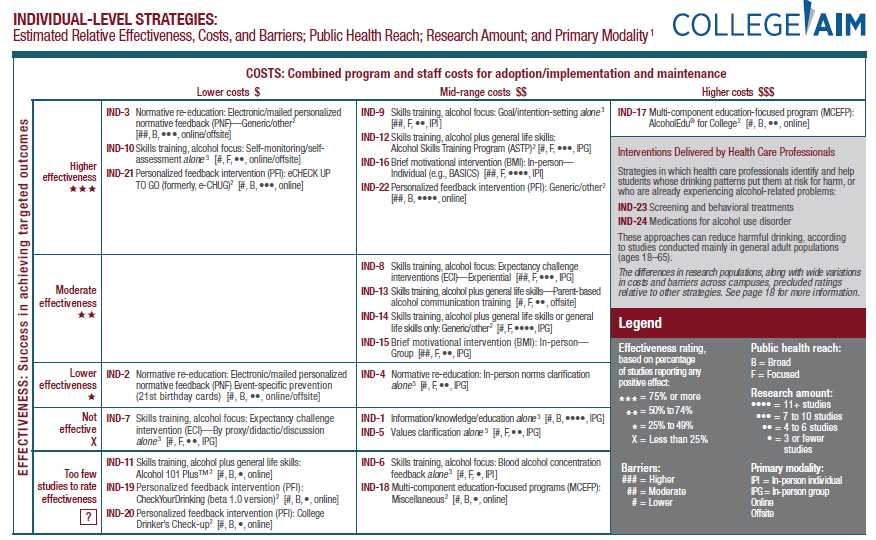 INDIVIDUAL-LEVEL STRATEGIES:
Estimated Relative Effectiveness, Costs, and Barriers; Public Health Reach; Research Amount; and Primary Modality¹
COLLEGE AIM
COSTS: Combined program and staff costs for adoption/implementation and maintenance
Lower costs $
Mid-range costs $$
Higher costs $$$
EFFECTIVENESS: Success in achieving targeted outcomes
Higher
effectiveness
★★★
IND-3 Normative re-education: Electronic/mailed personalized
normative feedback (PNF)—Generic/other²
[##, B, •••, online/offsite]
IND-10 Skills training, alcohol focus: Self-monitoring/self-
assessment alone³ [#, F, ••, online/offsite]
IND-21 Personalized feedback intervention (PFI): eCHECK UP
TO GO (formerly, e-CHUG)² [#, B, •••, online]
IND-9 Skills training, alcohol focus: Goal/intention-setting alone³
[##, F, ••, IPI]
IND-12 Skills training, alcohol plus general life skills:
Alcohol Skills Training Program (ASTP)² [#, F, •••, IPG]
IND-16 Brief motivational intervention (BMI): In-person—
Individual (e.g., BASICS) [##, F, ••••, IPI]
IND-22 Personalized feedback intervention (PFI): Generic/other²
[##, B, ••••, online]
IND-17 Multi-component education-focused program (MCEFP):
AlcoholEdu® for College² [#, B, ••, online]
Moderate
effectiveness
★★
IND-8 Skills training, alcohol focus: Expectancy challenge
interventions (ECI)—Experiential [##, F, •••, IPG]
IND-13 Skills training, alcohol plus general life skills—Parent-based
alcohol communication training [#, F, ••, offsite]
IND-14 Skills training, alcohol plus general life skills or general
life skills only: Generic/other² [#, F, ••••, IPG]
IND-15 Brief motivational intervention (BMI): In-person—
Group [##, F, ••, IPG]
Lower
effectiveness
★
IND-2 Normative re-education: Electronic/mailed personalized
normative feedback (PNF) Event-specific prevention
(21st birthday cards) [#, B, ••, online/offsite]
IND-4 Normative re-education: In-person norms clarification
alone³ [#, F, ••, IPG]
Not
effective
X
IND-7 Skills training, alcohol focus: Expectancy challenge
intervention (ECI)—By proxy/didactic/discussion
alone³ [#, F, ••, IPG]
IND-1 Information/knowledge/education alone³ [#, B, ••••, IPG]
IND-5 Values clarification alone³ [#, F, ••, IPG]
Too few
studies to rate
effectiveness
?
IND-11 Skills training, alcohol plus general life skills:
Alcohol 101 Plus™² [#, B, •, online]
IND-19 Personalized feedback intervention (PFI):
CheckYourDrinking (beta 1.0 version)² [#, B, •, online]
IND-20 Personalized feedback intervention (PFI): College
Drinker's Check-up² [#, B, •, online]
IND-6 Skills training, alcohol focus: Blood alcohol concentration
feedback alone³ [#, F, •, IPI]
IND-18 Multi-component education-focused programs (MCEFP):
Miscellaneous² [#, B, •, online]
Interventions Delivered by Health Care Professionals
Strategies in which health care professionals identify and help
students whose drinking patterns put them at risk for harm, or
who are already experiencing alcohol-related problems:
IND-23 Screening and behavioral treatments
IND-24 Medications for alcohol use disorder
These approaches can reduce harmful drinking, according
to studies conducted mainly in general adult populations
(ages 18–65).
The differences in research populations, along with wide variations
in costs and barriers across campuses, precluded ratings
relative to other strategies. See page 18 for more information.
Legend
Effectiveness rating,
based on percentage
of studies reporting any
positive effect:
★★★ = 75% or more
★★ = 50% to 74%
★ = 25% to 49%
X = Less than 25%
Barriers:
### = Higher
## = Moderate
# = Lower
Public health reach:
B = Broad
F = Focused
Research amount:
•••• = 11+ studies
••• = 7 to 10 studies
•• = 4 to 6 studies
• = 3 or fewer
studies
Primary modality:
IPI = In-person individual
IPG = In-person group
Online
Offsite